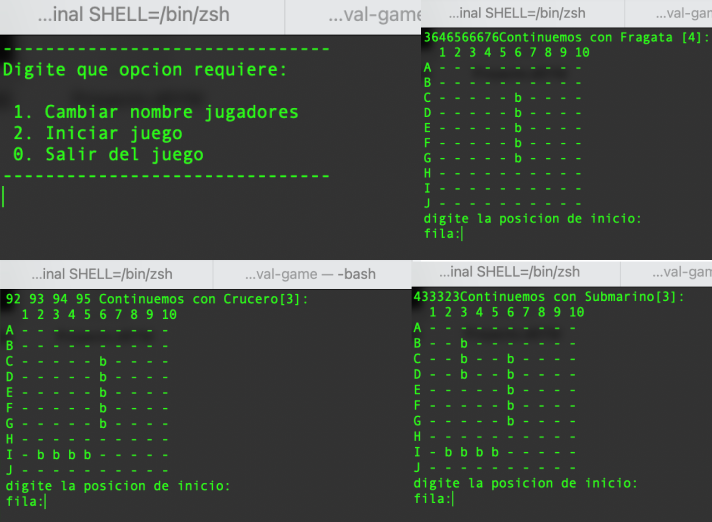 ...inal SHELL=/bin/zsh
...val-game
-------------------------------
Digite que opcion requiere:
1. Cambiar nombre jugadores
2. Iniciar juego
0. Salir del juego
-------------------------------
...inal SHELL=/bin/zsh
...val-gam
3646566676Continuemos con Fragata [4]:
1 2 3 4 5 6 7 8 9 10
A - - - - - - - - - -
B - - - - - - - - - -
C - - - - - b - - - -
D - - - - - b - - - -
E - - - - - b - - - -
F - - - - - b - - - -
G - - - - - b - - - -
H - - - - - - - - - -
I - - - - - - - - - -
J - - - - - - - - - -
digite la posicion de inicio:
fila:
...inal SHELL=/bin/zsh
...val-game — -bash
92 93 94 95 Continuemos con Crucero[3]:
1 2 3 4 5 6 7 8 9 10
A - - - - - - - - - -
B - - - - - - - - - -
C - - - - - b - - - -
D - - - - - b - - - -
E - - - - - b - - - -
F - - - - - b - - - -
G - - - - - b - - - -
H - - - - - - - - - -
I - b b b b - - - - -
J - - - - - - - - - -
digite la posicion de inicio:
fila:
...inal SHELL=/bin/zsh
...val-gam
433323Continuemos con Submarino[3]:
1 2 3 4 5 6 7 8 9 10
A - - - - - - - - - -
B - - b - - - - - - -
C - - b - - b - - - -
D - - b - - b - - - -
E - - - - - b - - - -
F - - - - - b - - - -
G - - - - - b - - - -
H - - - - - - - - - -
I - b b b b - - - - -
J - - - - - - - - - -
digite la posicion de inicio:
fila: